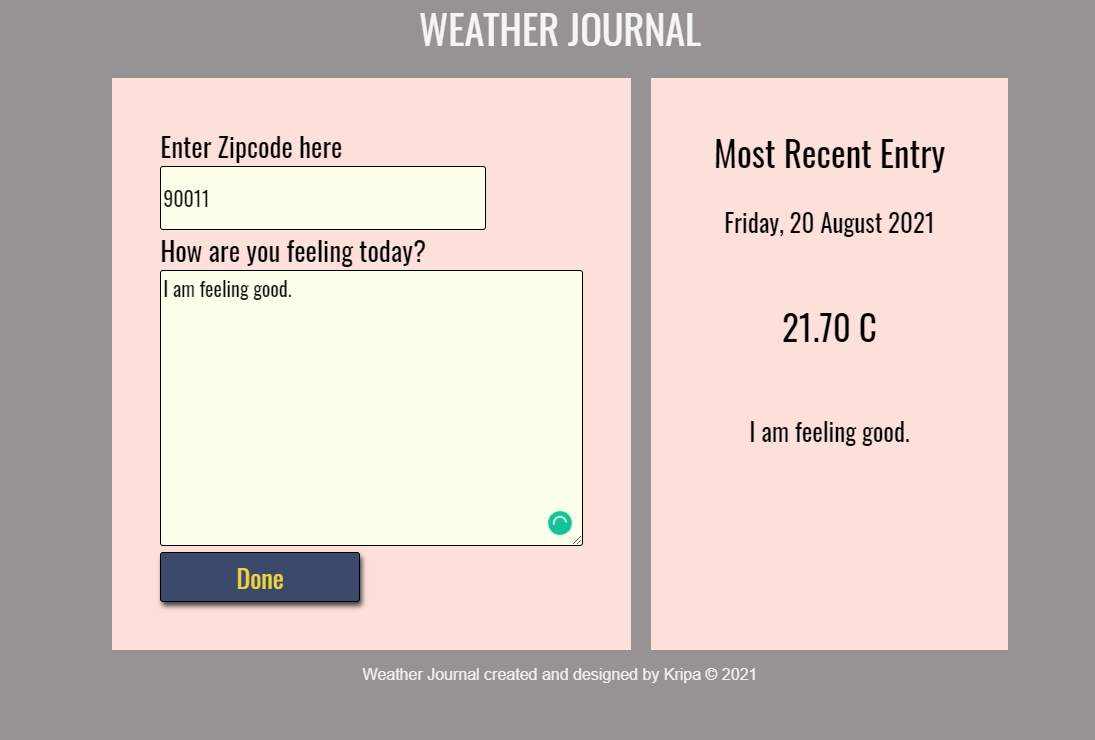 WEATHER JOURNAL
Enter Zipcode here
90011
How are you feeling today?
I am feeling good.
Done
Most Recent Entry
Friday, 20 August 2021
21.70 C
I am feeling good.
Weather Journal created and designed by Kripa © 2021